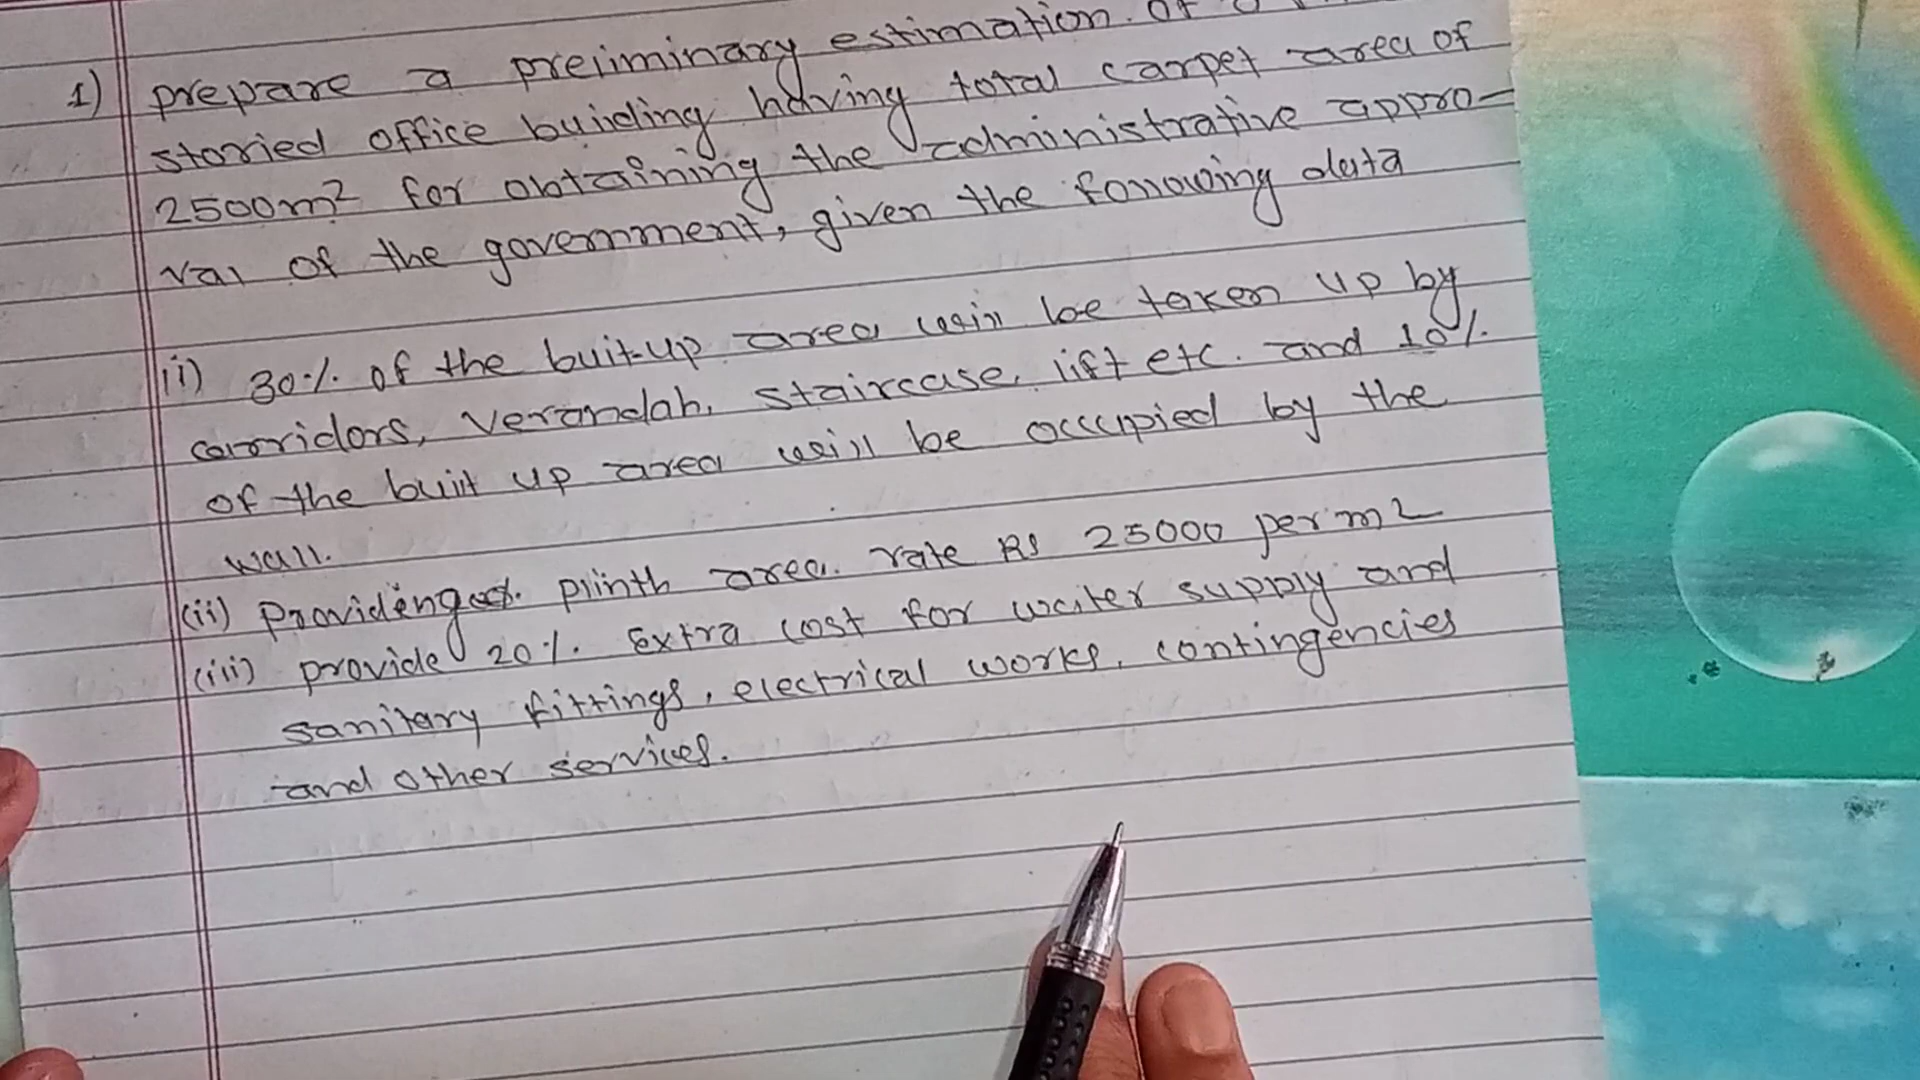 1) prepare a preliminary estimation of a
storied office building having total carpet area of
2500m² for obtaining the administrative appro-
val of the government, given the following data
ii) 30%. of the buit-up area will be taken up by
corridors, verandah, staircase, lift etc. and 10%.
of the built up area will be occupied by the
wall.
(ii) Providing plinth area. rate Rs 25000 per m2
(iii) provide 20%. Extra cost for water supply and
sanitary fittings, electrical works, contingencies
and other services.